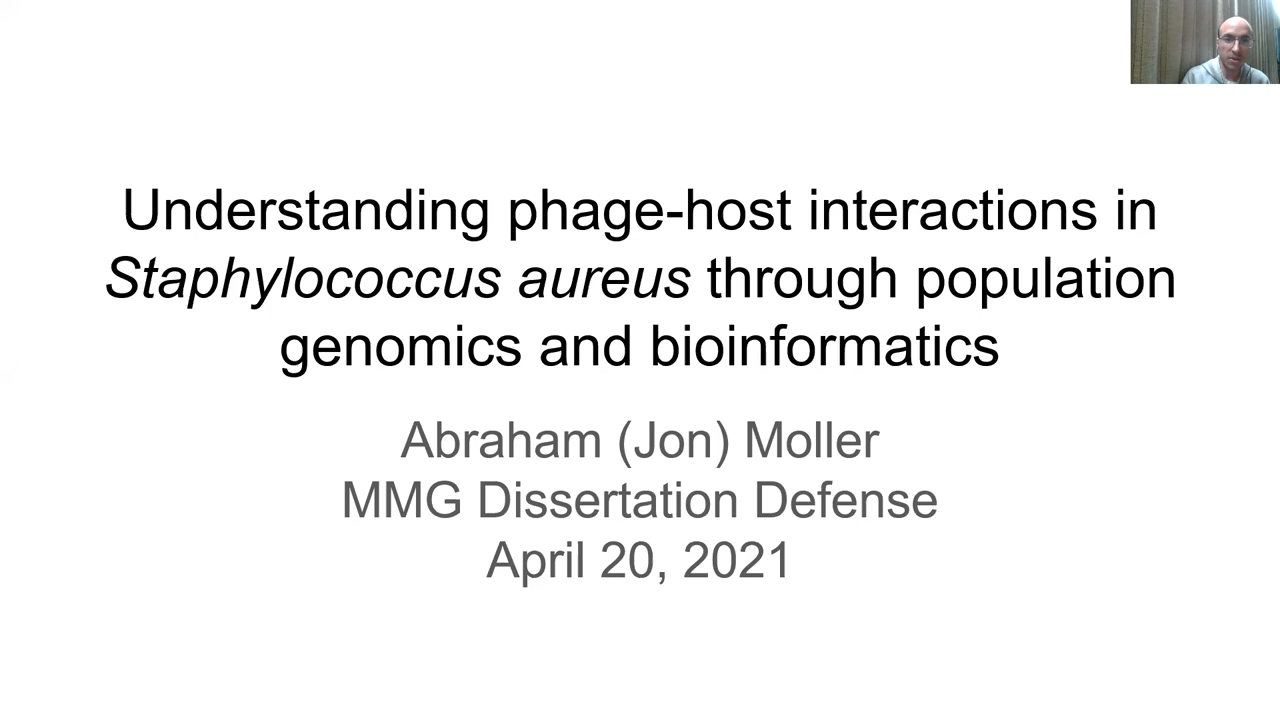 Understanding phage-host interactions in
Staphylococcus aureus through population
genomics and bioinformatics
Abraham (Jon) Moller
MMG Dissertation Defense
April 20, 2021